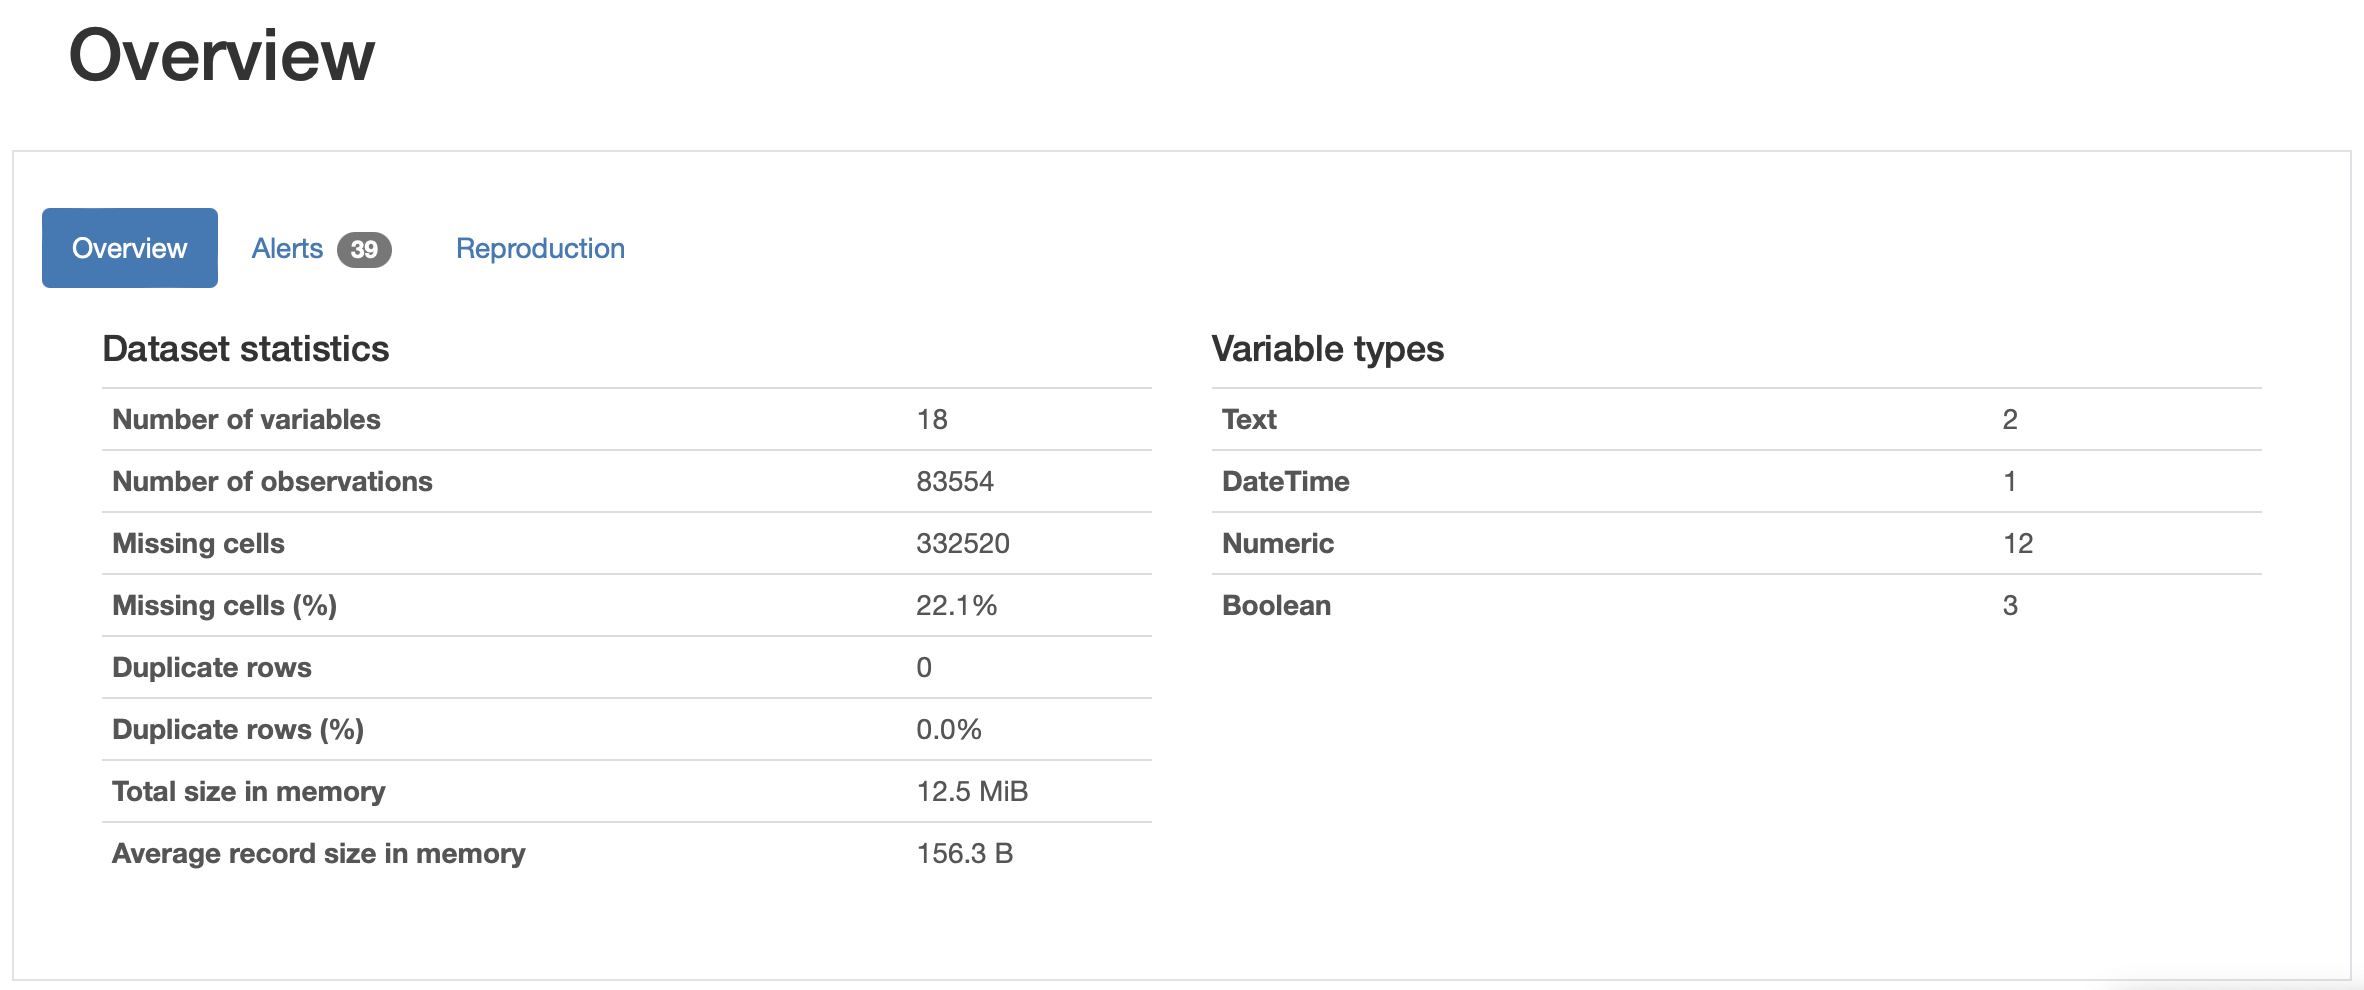 Overview
Overview Alerts 39 Reproduction
Dataset statistics
Number of variables 18
Number of observations 83554
Missing cells 332520
Missing cells (%) 22.1%
Duplicate rows 0
Duplicate rows (%) 0.0%
Total size in memory 12.5 MiB
Average record size in memory 156.3 B
Variable types
Text 2
DateTime 1
Numeric 12
Boolean 3